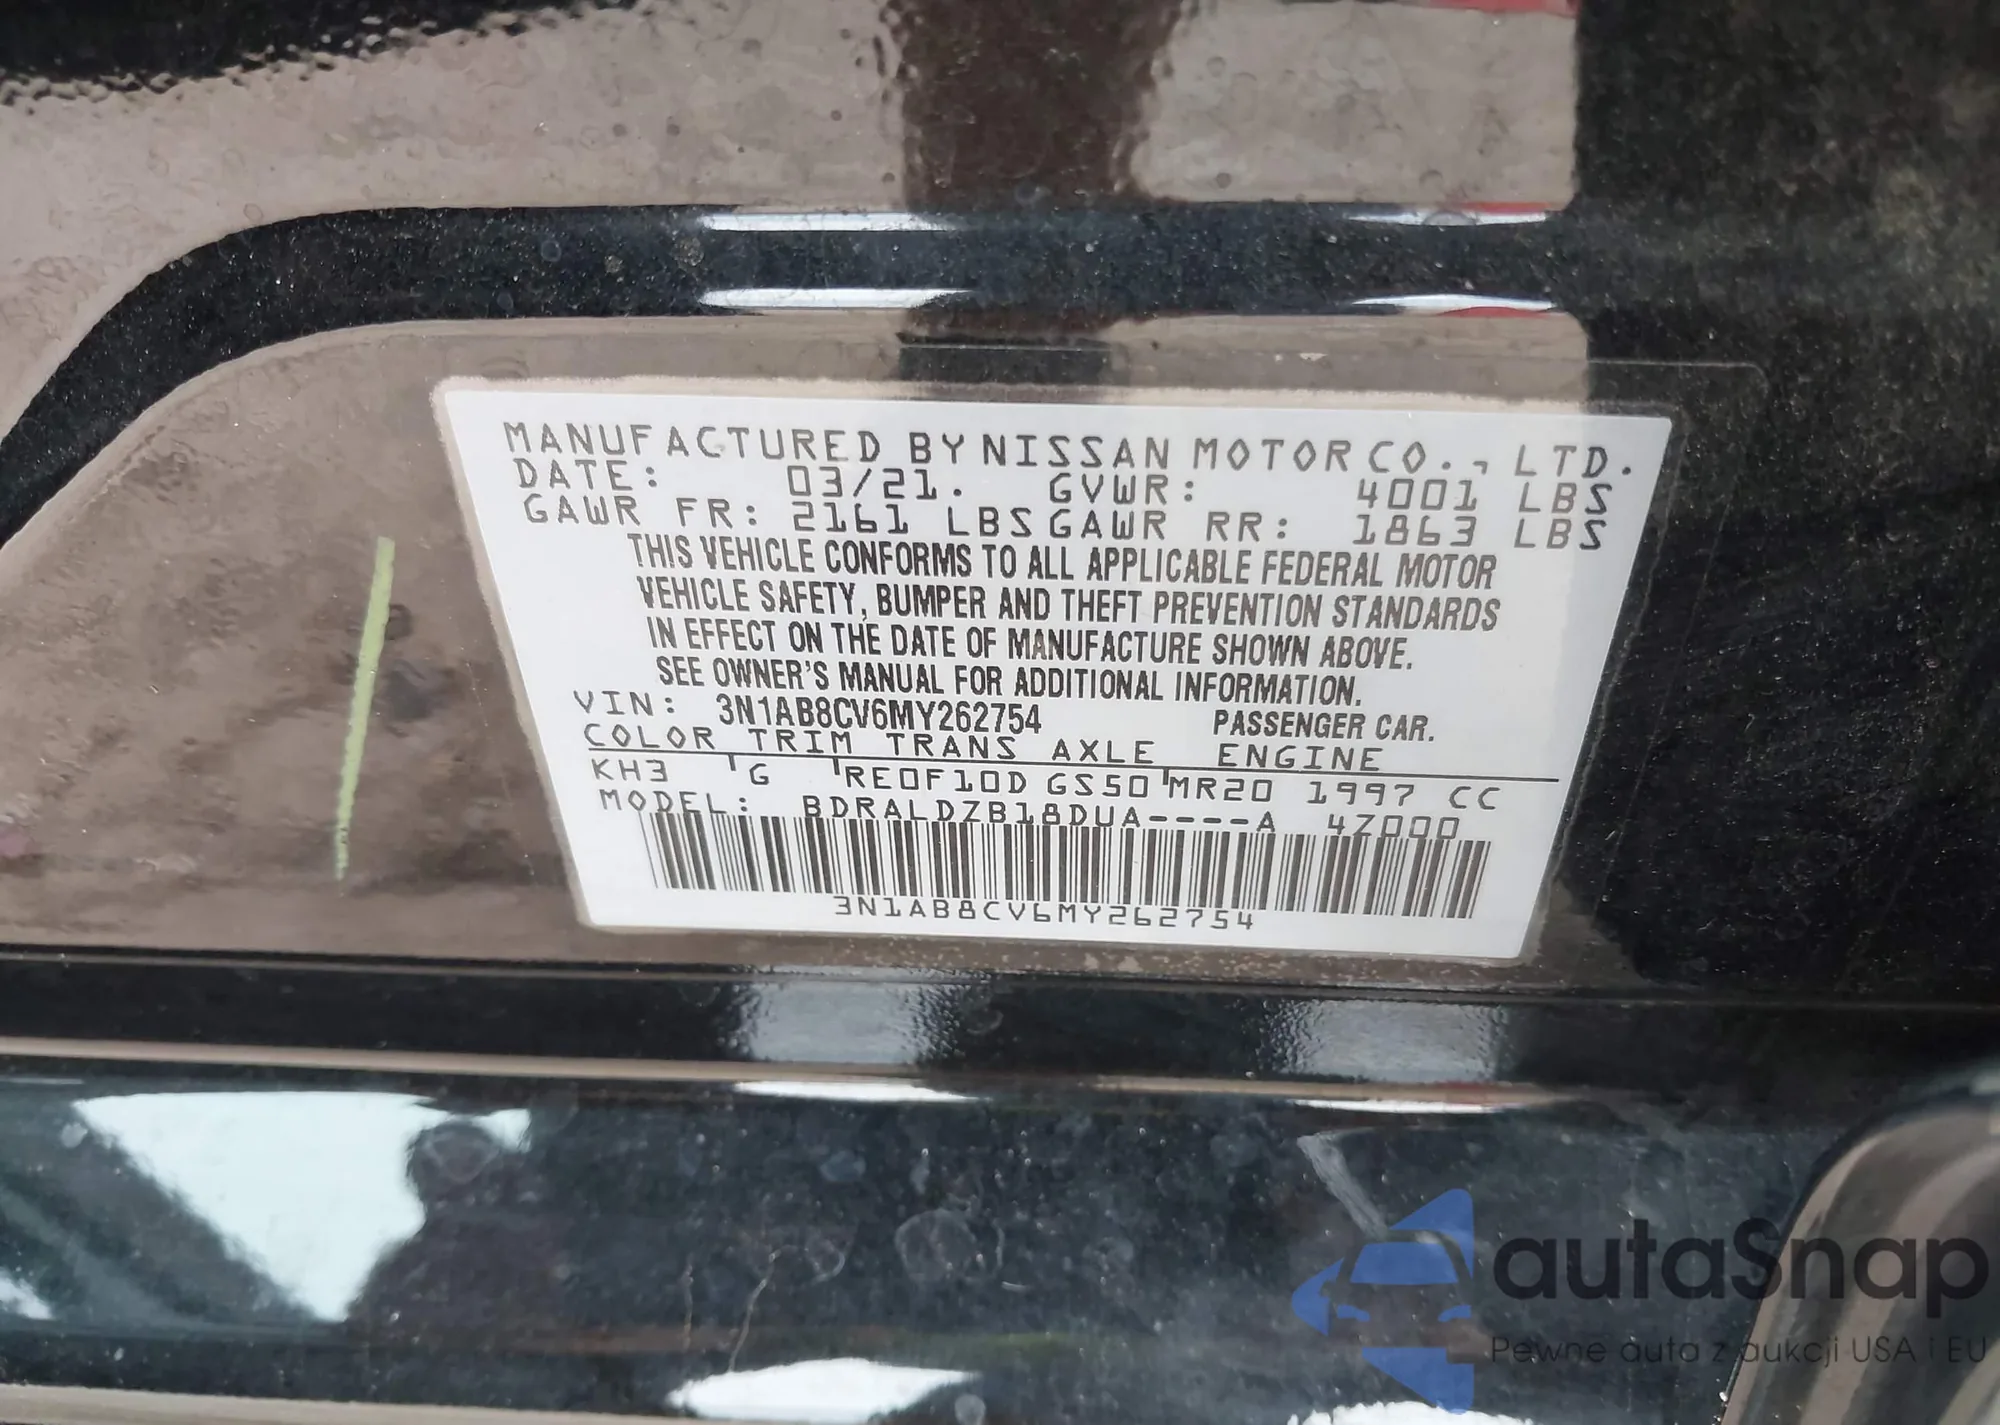 MANUFACTURED BY NISSAN MOTOR CO., LTD.
DATE: 03/21. GVWR: 4001 LBS
GAWR FR: 2161 LBS GAWR RR: 1863 LBS
THIS VEHICLE CONFORMS TO ALL APPLICABLE FEDERAL MOTOR
VEHICLE SAFETY, BUMPER AND THEFT PREVENTION STANDARDS
IN EFFECT ON THE DATE OF MANUFACTURE SHOWN ABOVE.
SEE OWNER'S MANUAL FOR ADDITIONAL INFORMATION.
VIN: 3N1AB8CV6MY262754 PASSENGER CAR.
COLOR TRIM TRANS AXLE ENGINE
KH3 G RE0F10D GS50 MR20 1997 CC
MODEL: BDRALDZB18DUA----A 4Z000
3N1AB8CV6MY262754
autaSnap
Pewne auta z aukcji USA i EU